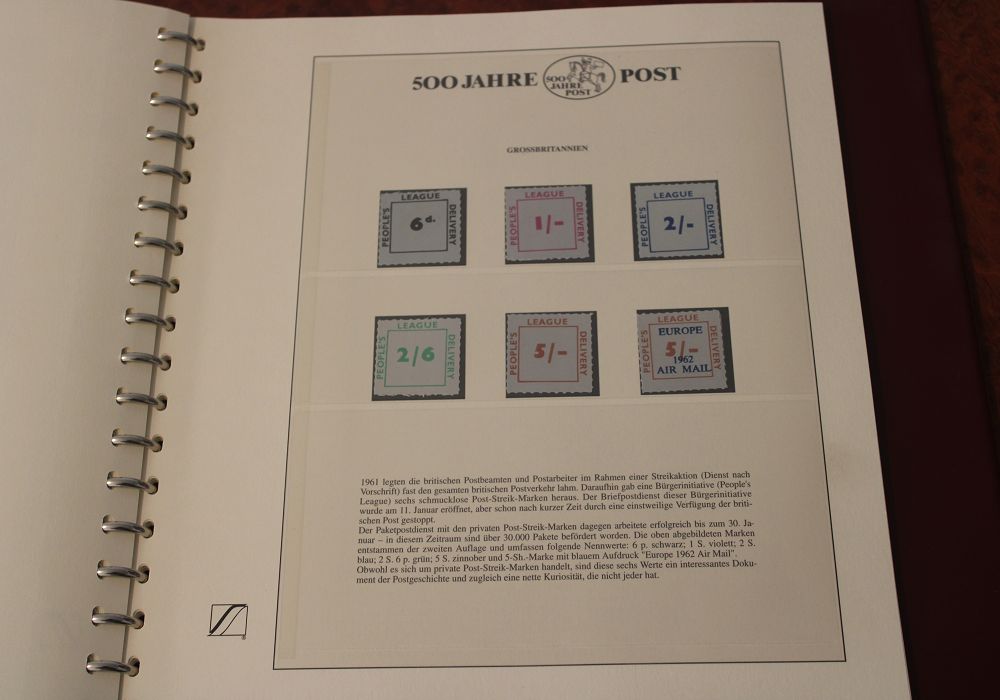 500 JAHRE POST
500 JAHRE POST
GROSSBRITANNIEN
PEOPLE'S LEAGUE DELIVERY
6d.
PEOPLE'S LEAGUE DELIVERY
1/-
PEOPLE'S LEAGUE DELIVERY
2/-
PEOPLE'S LEAGUE DELIVERY
2/6
PEOPLE'S LEAGUE DELIVERY
5/-
PEOPLE'S LEAGUE DELIVERY
EUROPE
5/-
1962
AIR MAIL
1961 legten die britischen Postbeamten und Postarbeiter im Rahmen einer Streikaktion (Dienst nach
Vorschrift) fast den gesamten britischen Postverkehr lahm. Daraufhin gab eine Bürgerinitiative (People's
League) sechs schmucklose Post-Streik-Marken heraus. Der Briefpostdienst dieser Bürgerinitiative
wurde am 11. Januar eröffnet, aber schon nach kurzer Zeit durch eine einstweilige Verfügung der briti-
schen Post gestoppt.
Der Paketpostdienst mit den privaten Post-Streik-Marken dagegen arbeitete erfolgreich bis zum 30. Ja-
nuar – in diesem Zeitraum sind über 30.000 Pakete befördert worden. Die oben abgebildeten Marken
entstammen der zweiten Auflage und umfassen folgende Nennwerte: 6 p. schwarz; 1 S. violett; 2 S.
blau; 2 S. 6 p. grün; 5 S. zinnober und 5-Sh.-Marke mit blauem Aufdruck "Europe 1962 Air Mail".
Obwohl es sich um private Post-Streik-Marken handelt, sind diese sechs Werte ein interessantes Doku-
ment der Postgeschichte und zugleich eine nette Kuriosität, die nicht jeder hat.